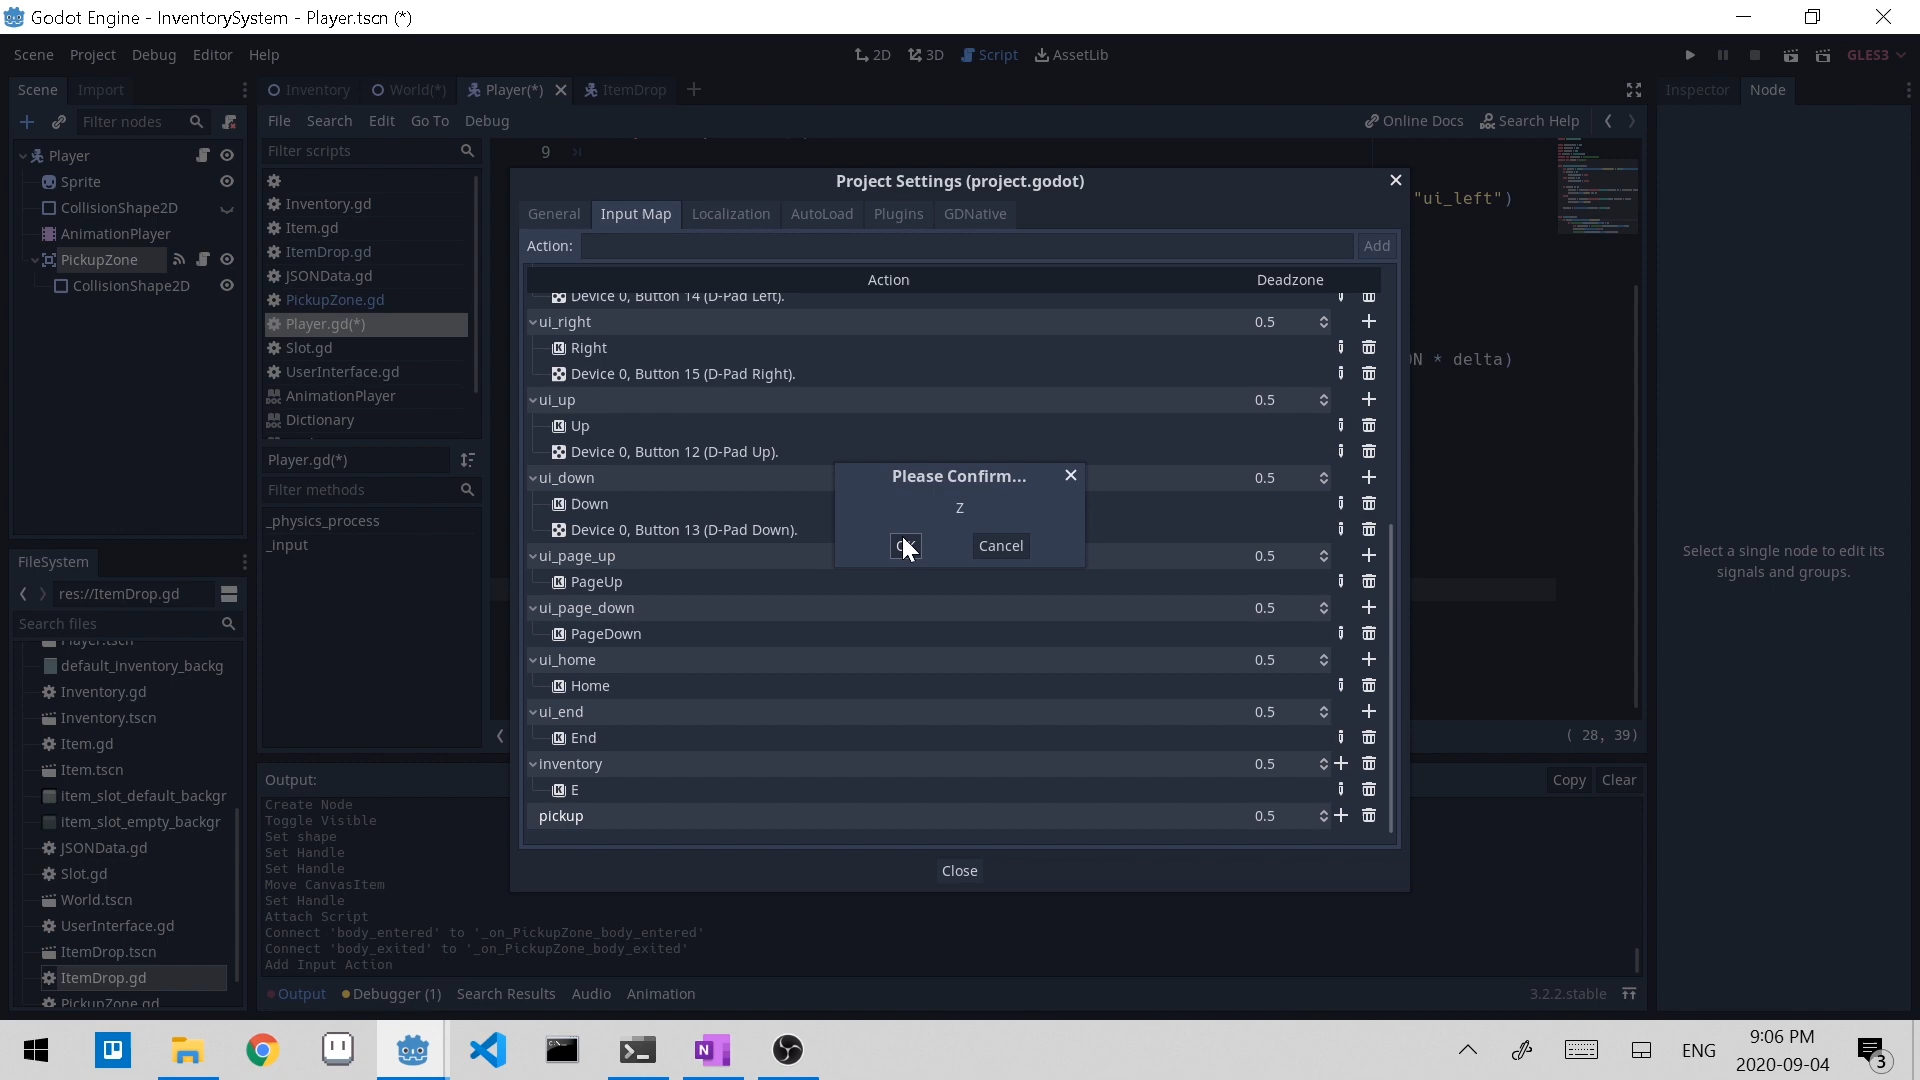 Godot Engine - InventorySystem - Player.tscn (*)
Scene Project Debug Editor Help
2D 3D Script AssetLib
GLES3
Scene Import
Inventory World(*) Player(*) ItemDrop
Inspector Node
Filter nodes
File Search Edit Go To Debug
Online Docs Search Help
Player
Sprite
CollisionShape2D
AnimationPlayer
PickupZone
CollisionShape2D
Filter scripts
Inventory.gd
Item.gd
ItemDrop.gd
JSONData.gd
PickupZone.gd
Player.gd(*)
Slot.gd
UserInterface.gd
AnimationPlayer
Dictionary
Player.gd(*)
Filter methods
_physics_process
_input
9
"ui_left")
N * delta)
( 28, 39)
Project Settings (project.godot)
General Input Map Localization AutoLoad Plugins GDNative
Action: Add
Action Deadzone
Device 0, Button 14 (D-Pad Left).
ui_right 0.5
Right
Device 0, Button 15 (D-Pad Right).
ui_up 0.5
Up
Device 0, Button 12 (D-Pad Up).
ui_down 0.5
Down
Device 0, Button 13 (D-Pad Down).
ui_page_up 0.5
PageUp
ui_page_down 0.5
PageDown
ui_home 0.5
Home
ui_end 0.5
End
inventory 0.5
E
pickup 0.5
Close
Please Confirm...
Z
Cancel
Select a single node to edit its
signals and groups.
FileSystem
res://ItemDrop.gd
Search files
Player.tscn
default_inventory_backg
Inventory.gd
Inventory.tscn
Item.gd
Item.tscn
item_slot_default_backgr
item_slot_empty_backgr
JSONData.gd
Slot.gd
World.tscn
UserInterface.gd
ItemDrop.tscn
ItemDrop.gd
PickupZone.gd
Output:
Copy Clear
Create Node
Toggle Visible
Set shape
Set Handle
Set Handle
Move CanvasItem
Set Handle
Attach Script
Connect 'body_entered' to '_on_PickupZone_body_entered'
Connect 'body_exited' to '_on_PickupZone_body_exited'
Add Input Action
Output Debugger (1) Search Results Audio Animation
3.2.2.stable
ENG
9:06 PM
2020-09-04
3